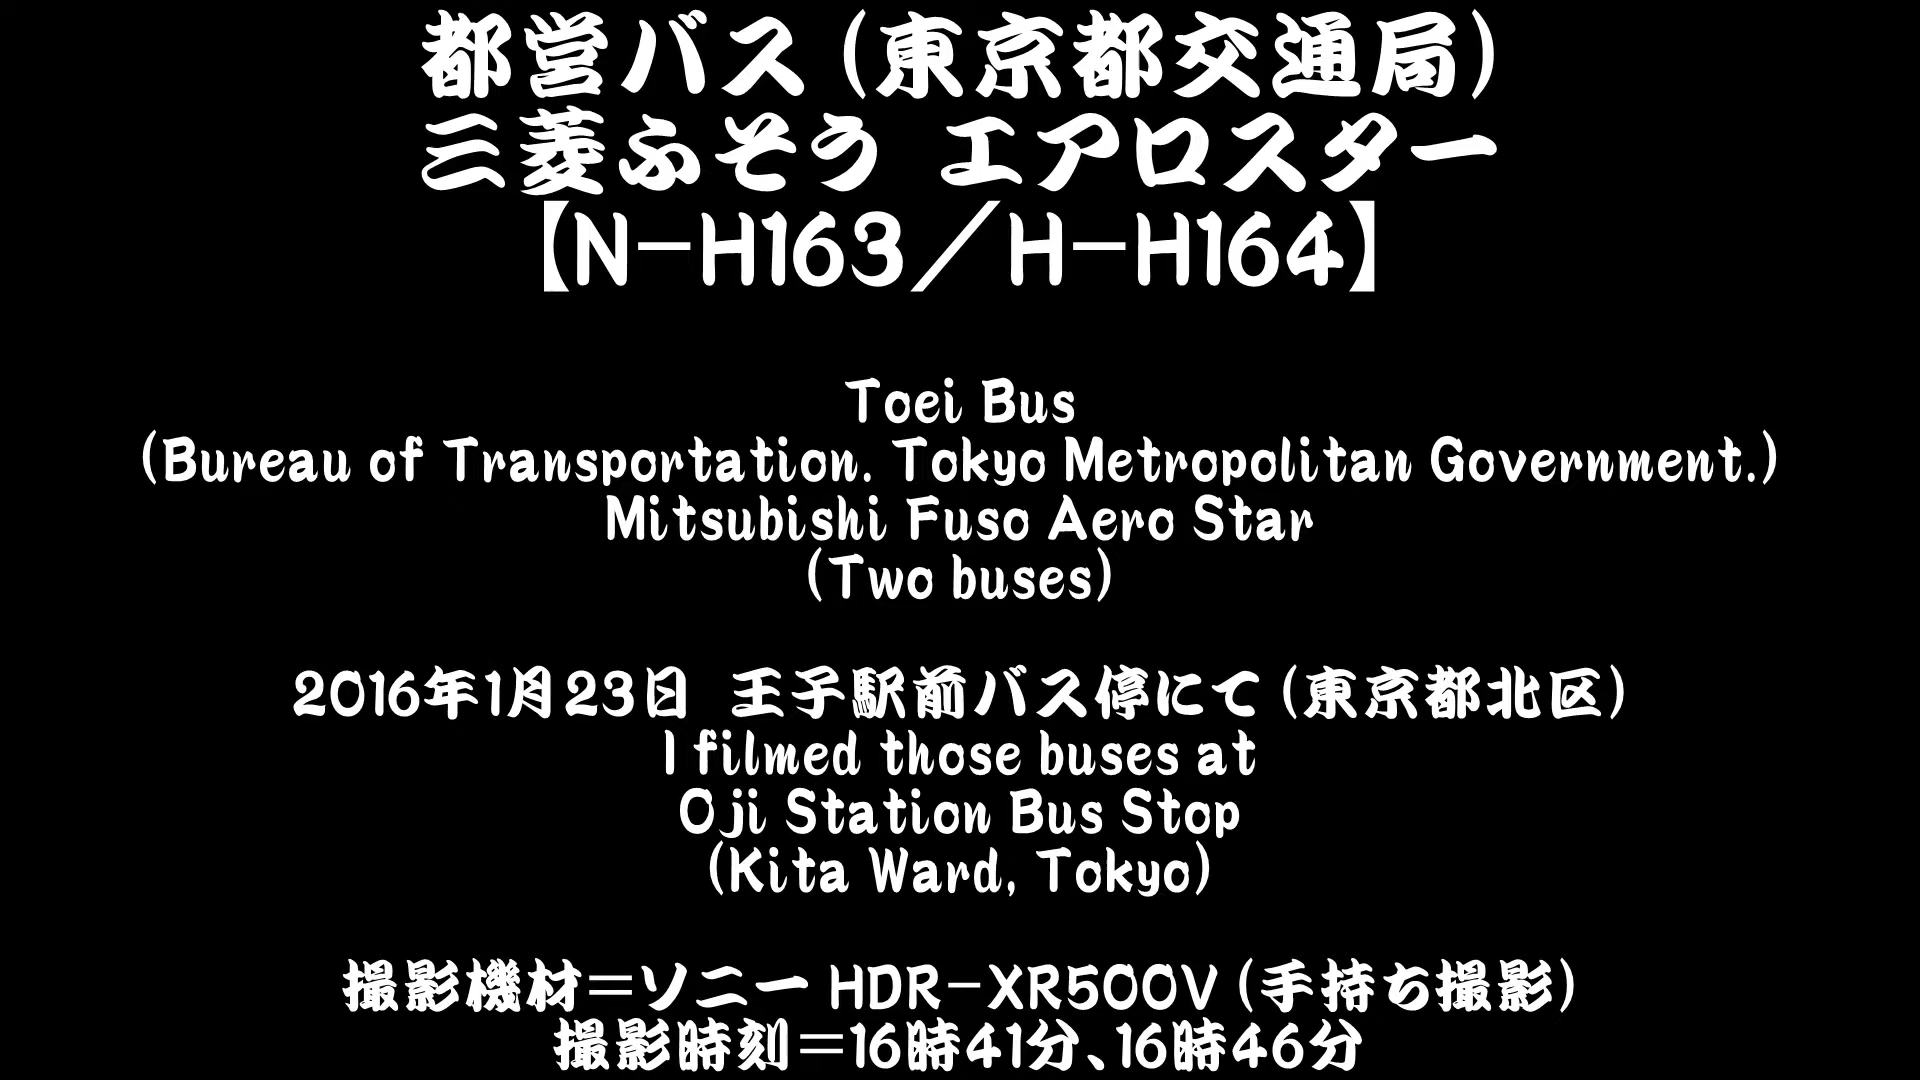 都営バス(東京都交通局)
三菱ふそう エアロスター
【N-H163/H-H164】
Toei Bus
(Bureau of Transportation. Tokyo Metropolitan Government.)
Mitsubishi Fuso Aero Star
(Two buses)
2016年1月23日 王子駅前バス停にて(東京都北区)
I filmed those buses at
Oji Station Bus Stop
(Kita Ward, Tokyo)
撮影機材=ソニー HDR-XR500V(手持ち撮影)
撮影時刻=16時41分、16時46分